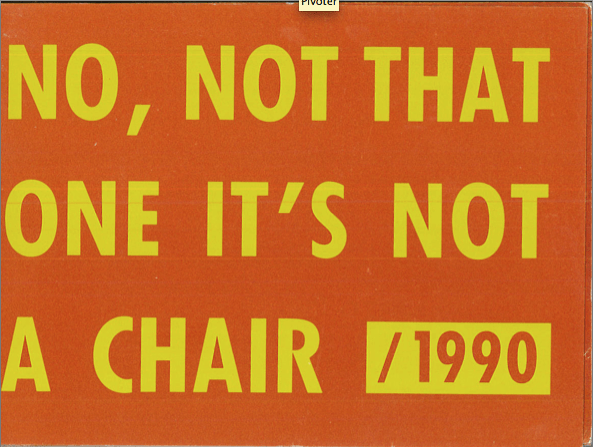 Pivoter
NO, NOT THAT
ONE IT’S NOT
A CHAIR /1990